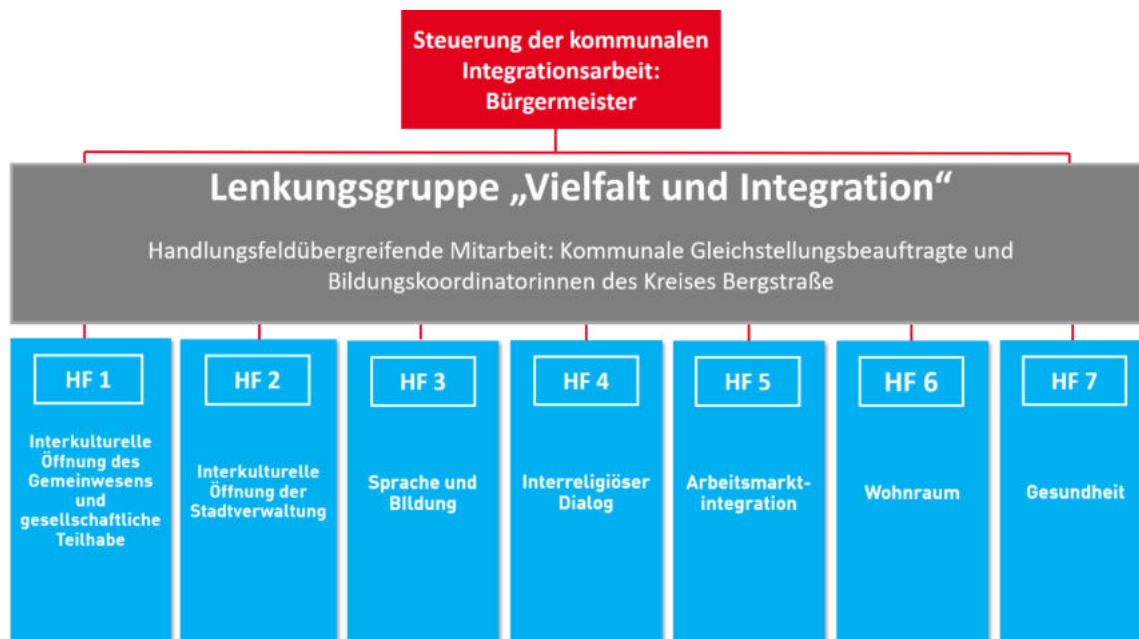 Steuerung der kommunalen
Integrationsarbeit:
Bürgermeister
Lenkungsgruppe „Vielfalt und Integration“
Handlungsfeldübergreifende Mitarbeit: Kommunale Gleichstellungsbeauftragte und
Bildungskoordinatorinnen des Kreises Bergstraße
HF 1
Interkulturelle
Öffnung des
Gemeinwesens
und
gesellschaftliche
Teilhabe
HF 2
Interkulturelle
Öffnung der
Stadtverwaltung
HF 3
Sprache und
BIldung
HF 4
Interreligiöser
Dialog
HF 5
Arbeitsmarkt-
integration
HF 6
Wohnraum
HF 7
Gesundheit